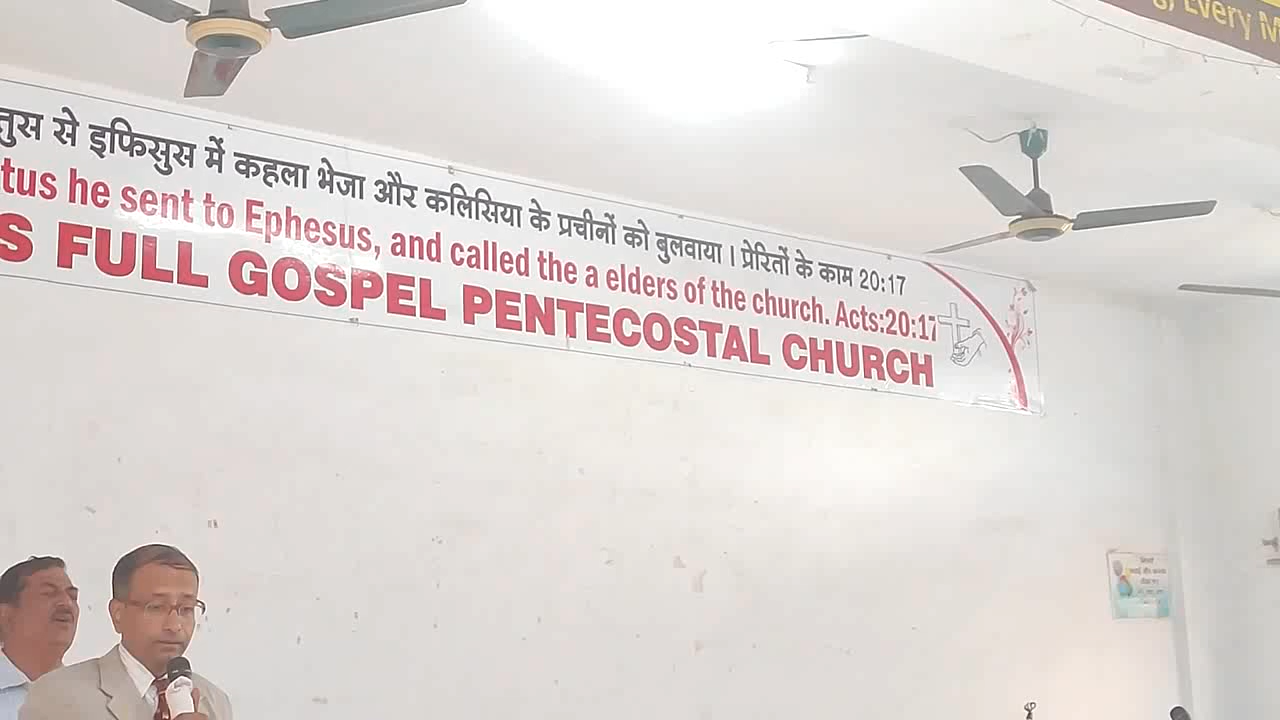 g, Every M
तुस से इफिसुस में कहला भेजा और कलिसिया के प्रचीनों को बुलवाया । प्रेरितों के काम 20:17
tus he sent to Ephesus, and called the a elders of the church. Acts:20:17
S FULL GOSPEL PENTECOSTAL CHURCH